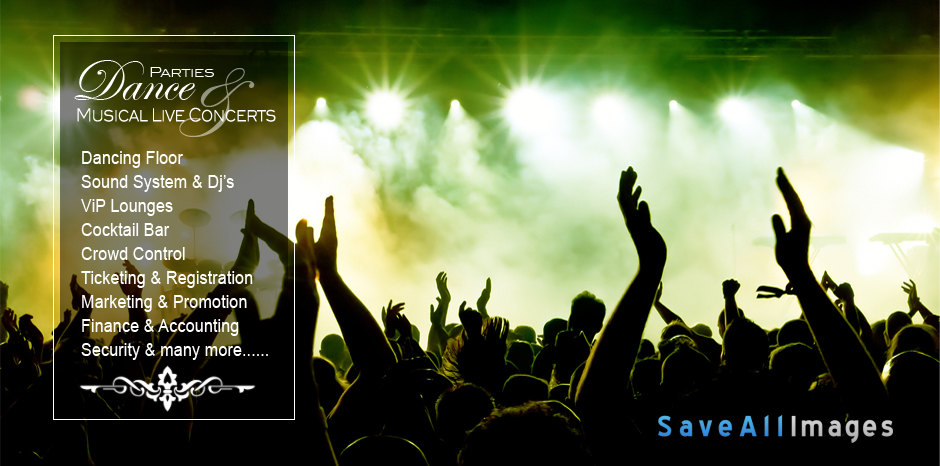 Parties
Dance &
Musical Live Concerts
Dancing Floor
Sound System & Dj's
ViP Lounges
Cocktail Bar
Crowd Control
Ticketing & Registration
Marketing & Promotion
Finance & Accounting
Security & many more......
SaveAllImages